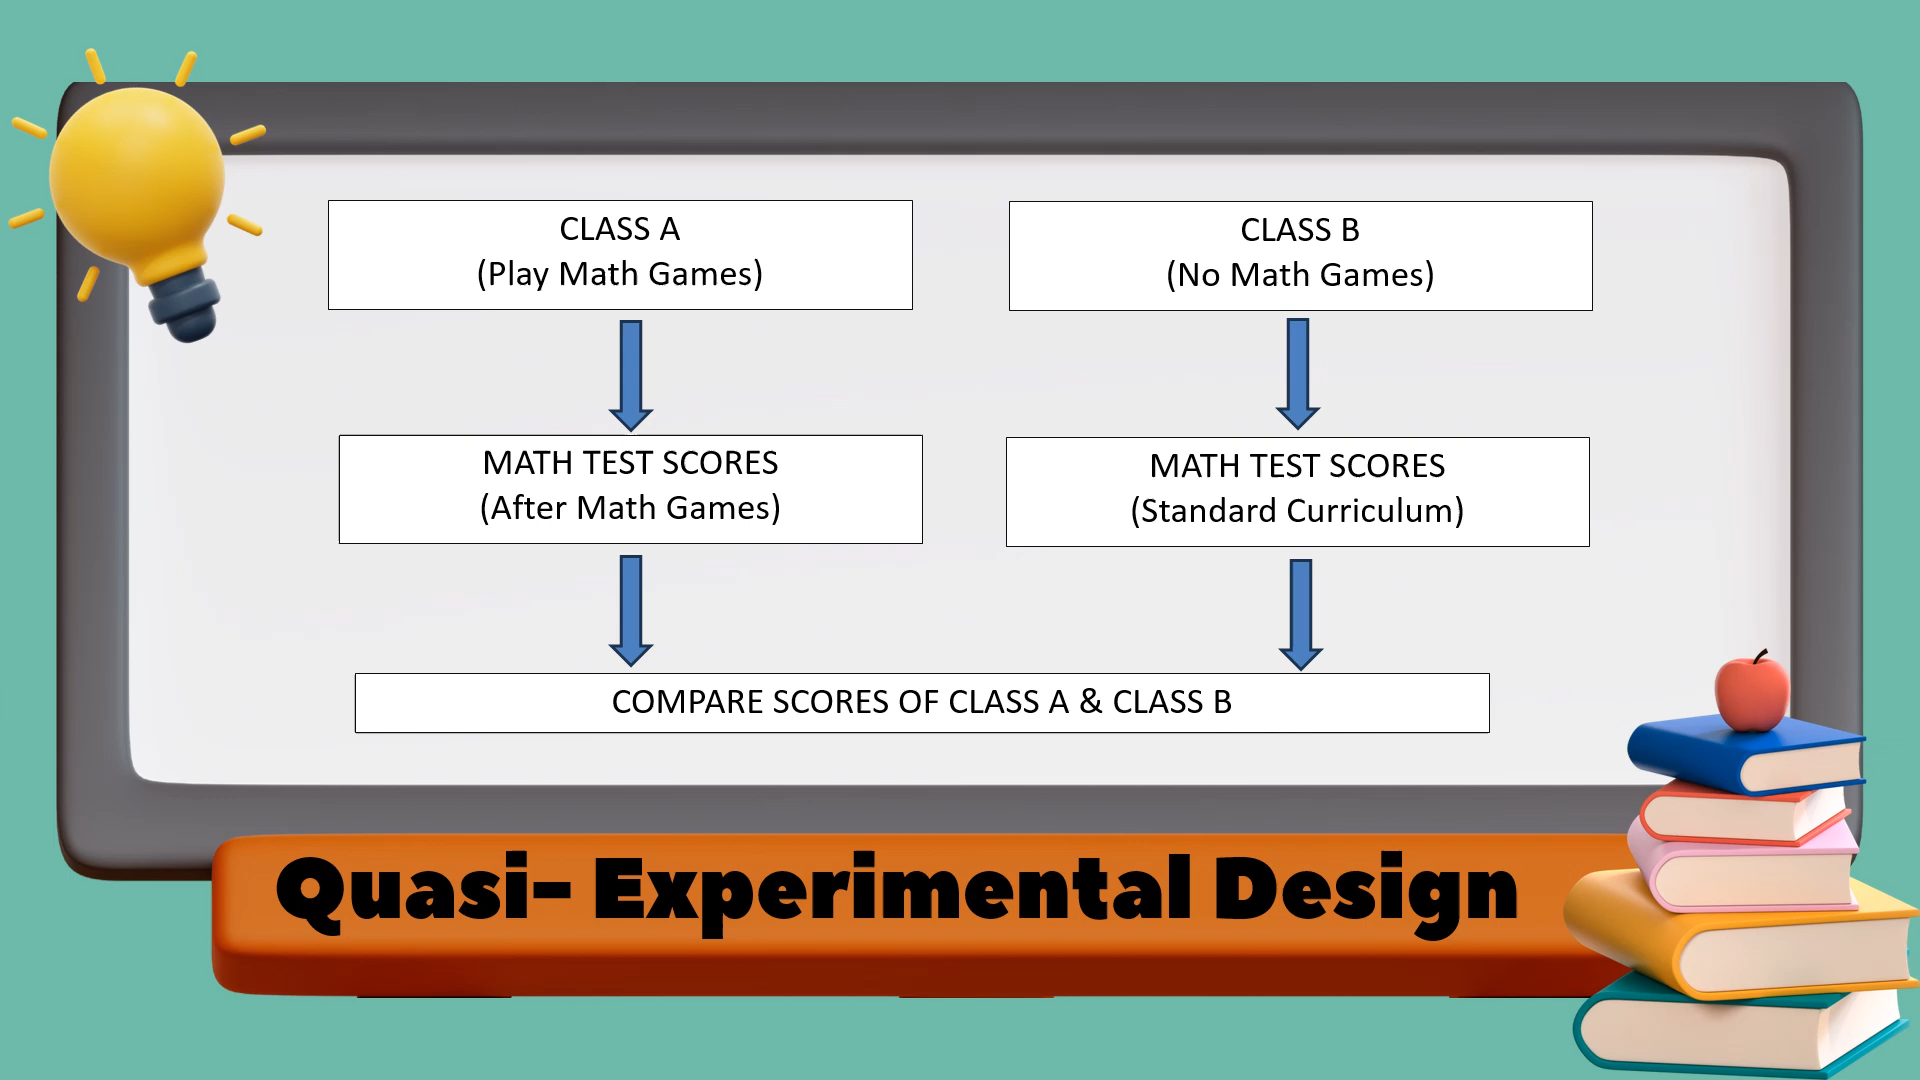 CLASS A
(Play Math Games)
CLASS B
(No Math Games)
MATH TEST SCORES
(After Math Games)
MATH TEST SCORES
(Standard Curriculum)
COMPARE SCORES OF CLASS A & CLASS B
Quasi- Experimental Design